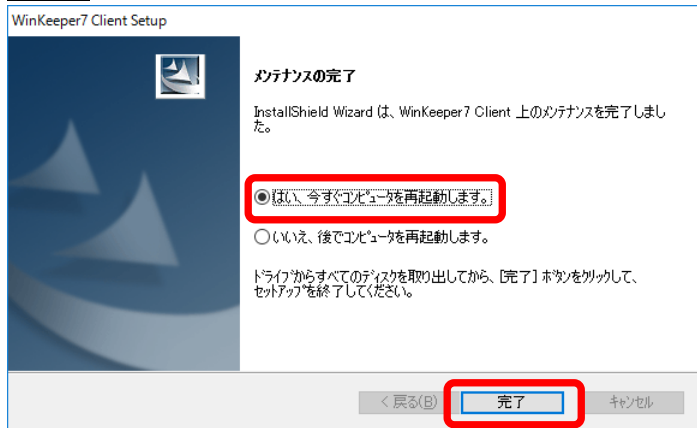 WinKeeper7 Client Setup
メンテナンスの完了
InstallShield Wizard は、WinKeeper7 Client 上のメンテナンスを完了しまし
た。
はい、今すぐコンピュータを再起動します。
いいえ、後でコンピュータを再起動します。
ドライブからすべてのディスクを取り出してから、[完了] ボタンをクリックして、
セットアップを終了してください。
< 戻る(B) 完了 キャンセル